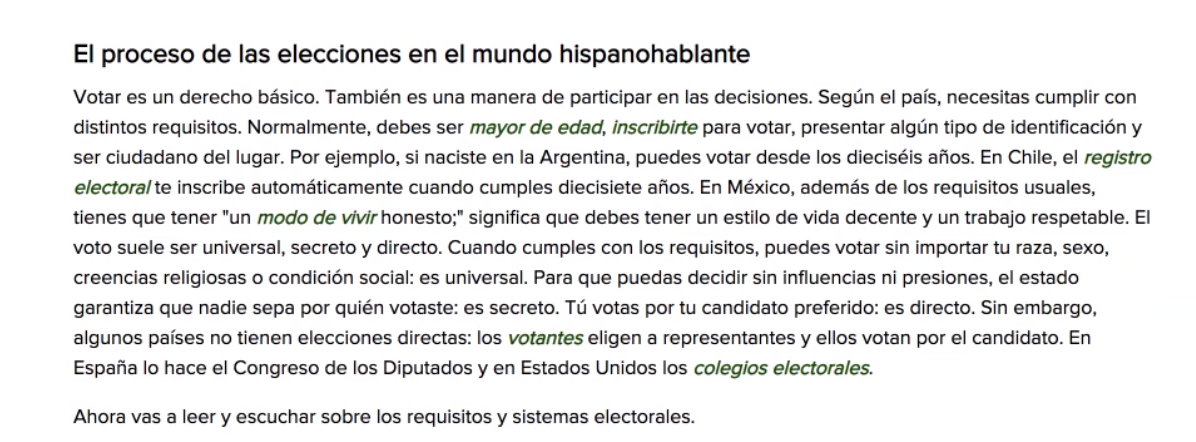 El proceso de las elecciones en el mundo hispanohablante
Votar es un derecho básico. También es una manera de participar en las decisiones. Según el país, necesitas cumplir con
distintos requisitos. Normalmente, debes ser mayor de edad, inscribirte para votar, presentar algún tipo de identificación y
ser ciudadano del lugar. Por ejemplo, si naciste en la Argentina, puedes votar desde los dieciséis años. En Chile, el registro
electoral te inscribe automáticamente cuando cumples diecisiete años. En México, además de los requisitos usuales,
tienes que tener "un modo de vivir honesto;" significa que debes tener un estilo de vida decente y un trabajo respetable. El
voto suele ser universal, secreto y directo. Cuando cumples con los requisitos, puedes votar sin importar tu raza, sexo,
creencias religiosas o condición social: es universal. Para que puedas decidir sin influencias ni presiones, el estado
garantiza que nadie sepa por quién votaste: es secreto. Tú votas por tu candidato preferido: es directo. Sin embargo,
algunos países no tienen elecciones directas: los votantes eligen a representantes y ellos votan por el candidato. En
España lo hace el Congreso de los Diputados y en Estados Unidos los colegios electorales.
Ahora vas a leer y escuchar sobre los requisitos y sistemas electorales.